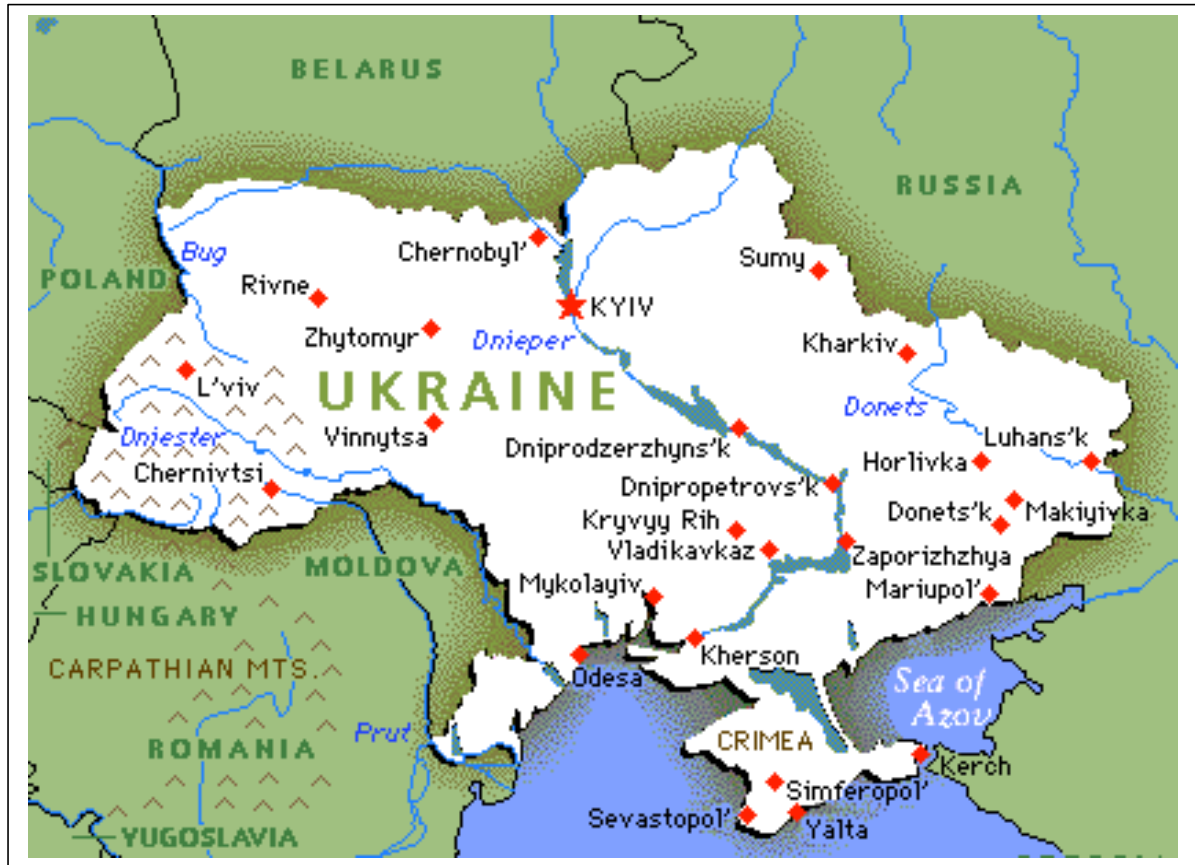 BELARUS
RUSSIA
Bug
Chernobyl'
Sumy
POLAND
Rivne
KYIV
Zhytomyr
Dnieper
Kharkiv
L'viv
UKRAINE
Donets
Dniester
Vinnytsa
Dniprodzerzhyns'k
Luhans'k
Chernivtsi
Horlivka
Dnipropetrovs'k
Kryvyy Rih
Donets'k
Makiyivka
Vladikavkaz
Zaporizhzhya
SLOVAKIA
MOLDOVA
Mykolayiv
Mariupol'
HUNGARY
Kherson
CARPATHIAN MTS.
Odesa
Sea of
Azov
Prut
ROMANIA
CRIMEA
Kerch
Simferopol'
Sevastopol'
Yalta
YUGOSLAVIA